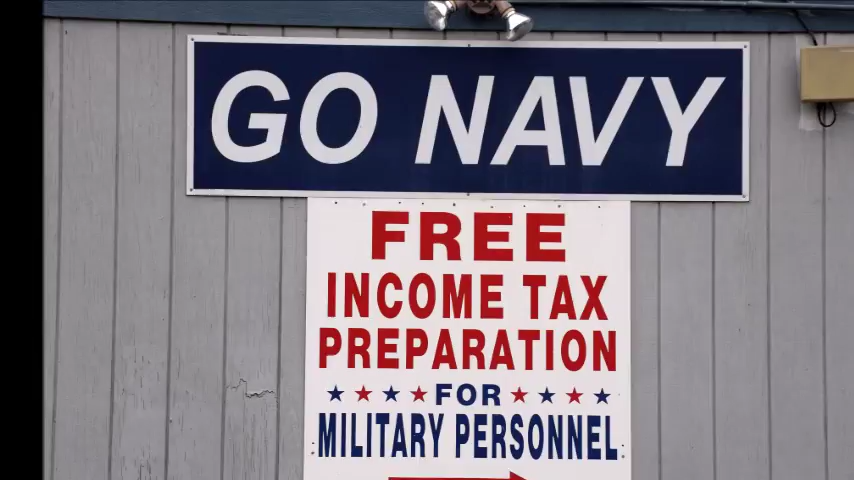 GO NAVY
FREE
INCOME TAX
PREPARATION
FOR
MILITARY PERSONNEL